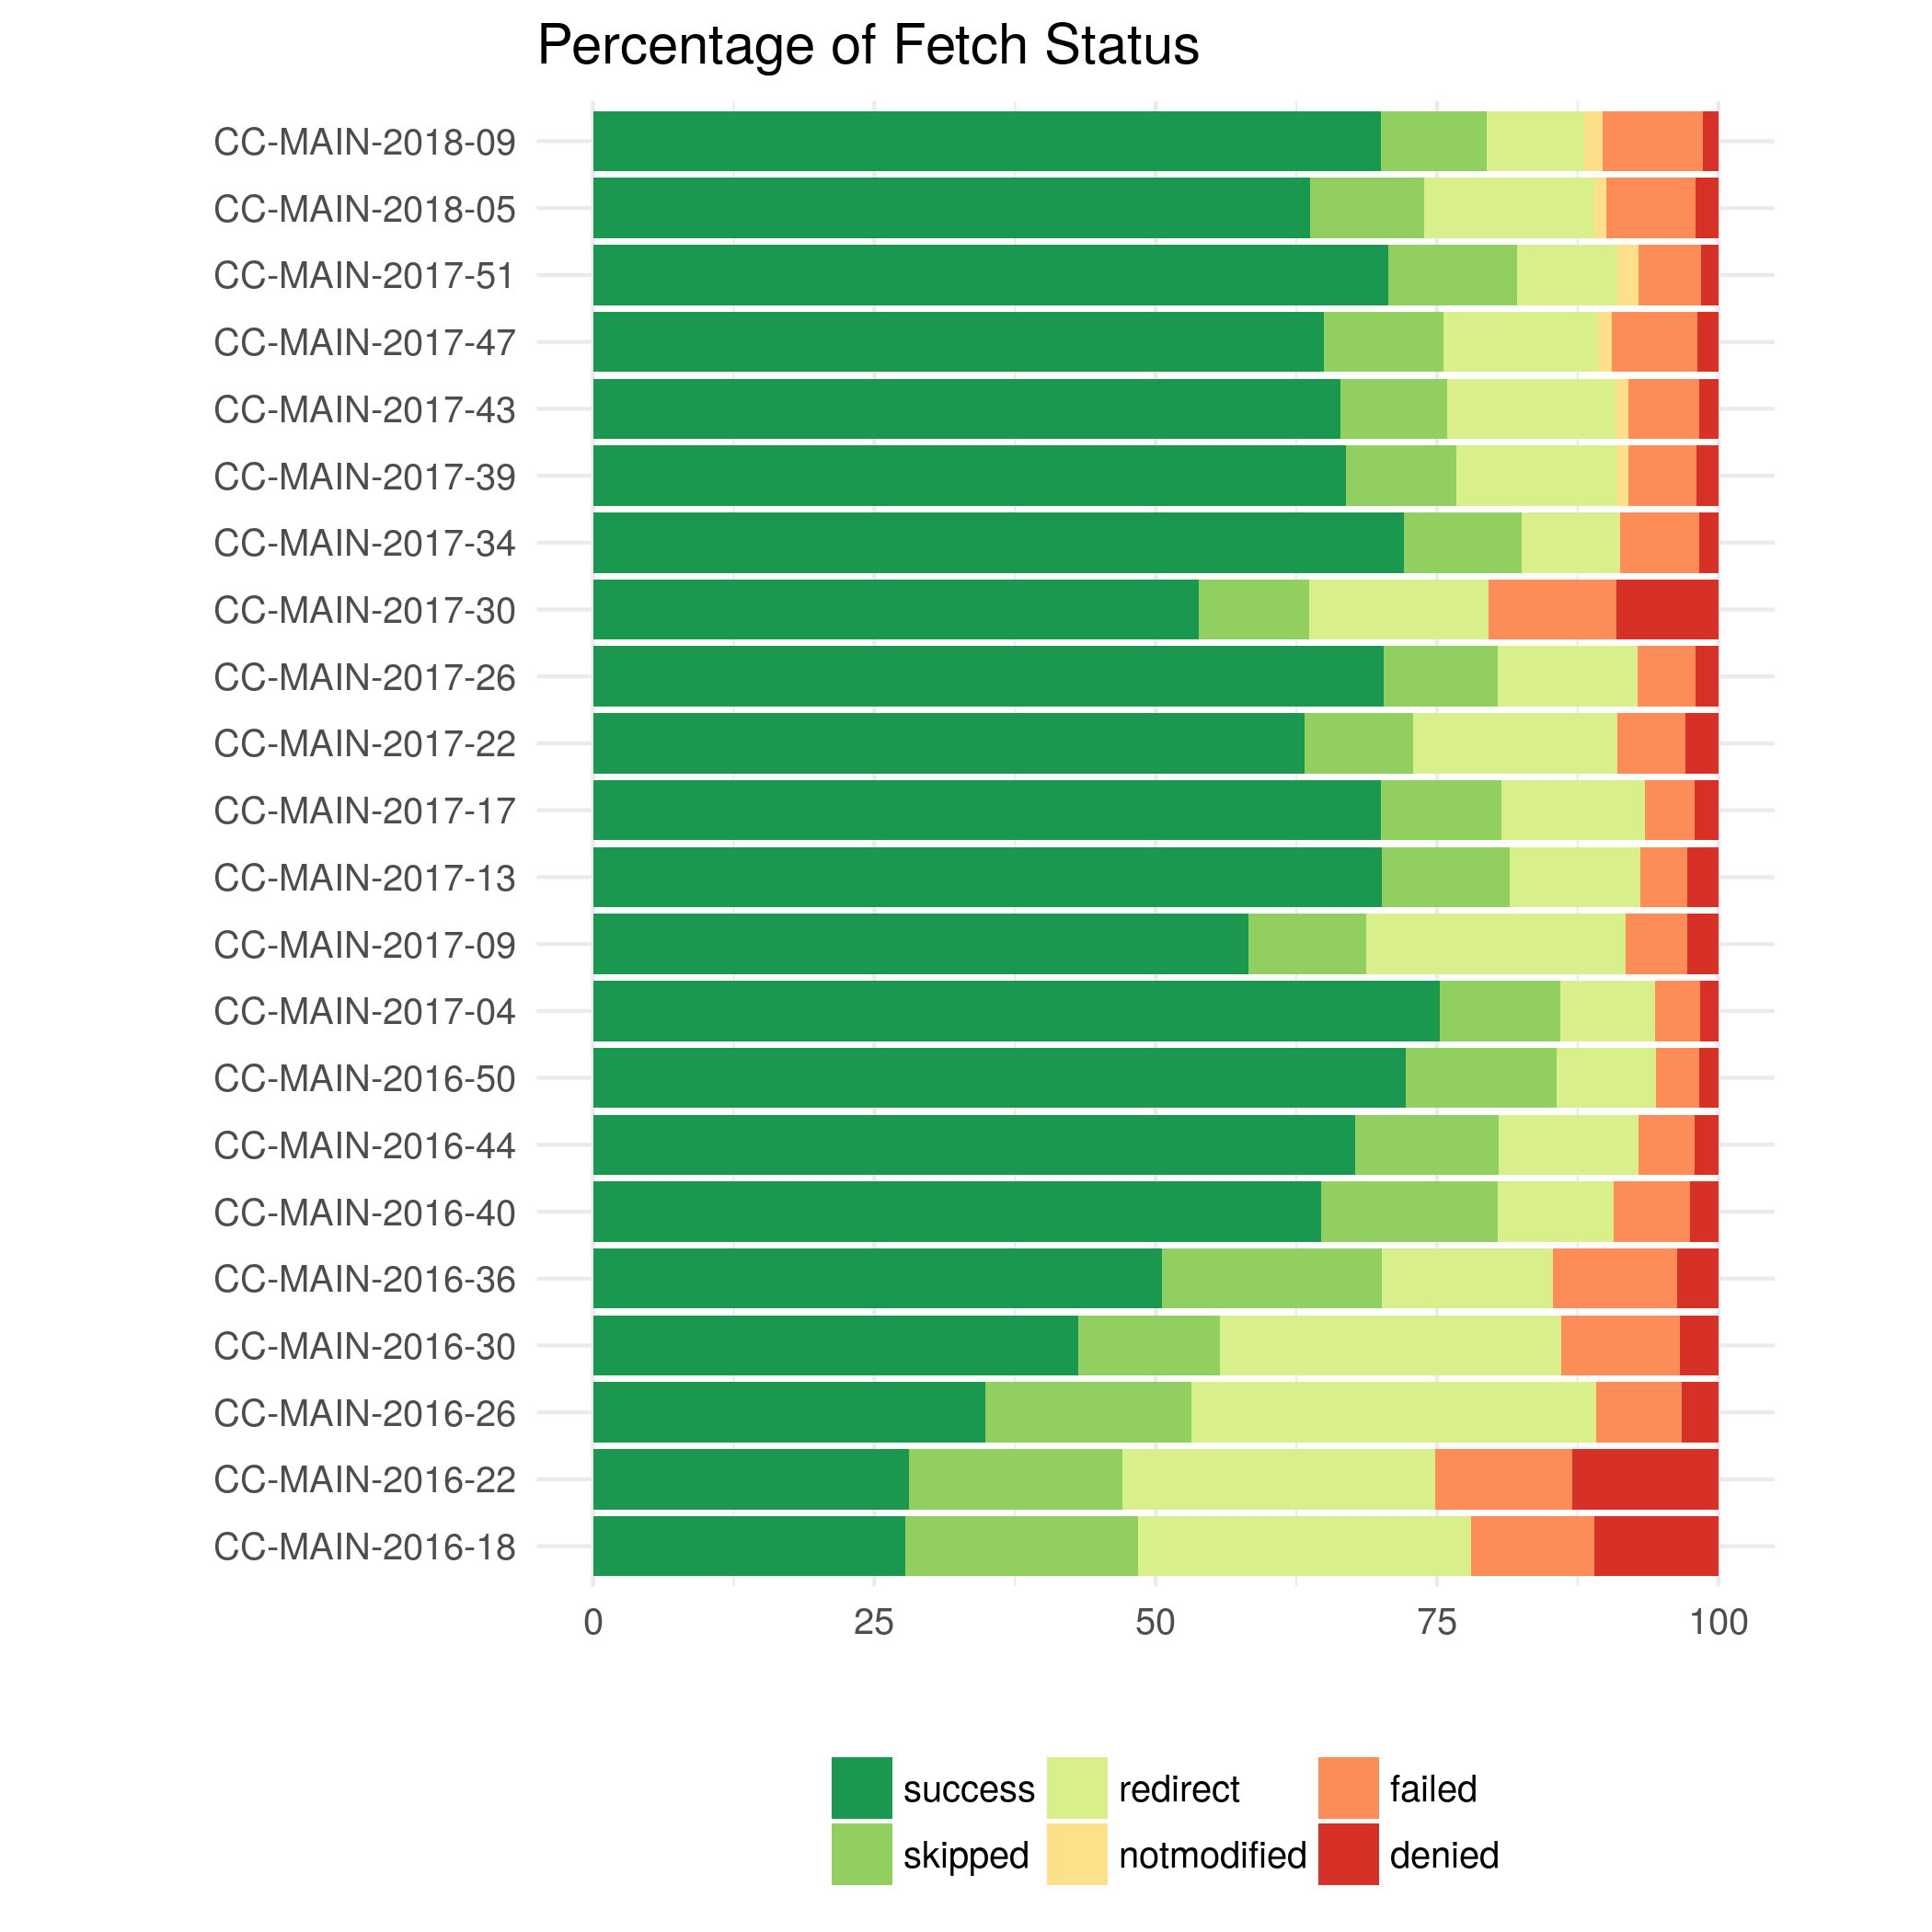 Percentage of Fetch Status
CC-MAIN-2018-09
CC-MAIN-2018-05
CC-MAIN-2017-51
CC-MAIN-2017-47
CC-MAIN-2017-43
CC-MAIN-2017-39
CC-MAIN-2017-34
CC-MAIN-2017-30
CC-MAIN-2017-26
CC-MAIN-2017-22
CC-MAIN-2017-17
CC-MAIN-2017-13
CC-MAIN-2017-09
CC-MAIN-2017-04
CC-MAIN-2016-50
CC-MAIN-2016-44
CC-MAIN-2016-40
CC-MAIN-2016-36
CC-MAIN-2016-30
CC-MAIN-2016-26
CC-MAIN-2016-22
CC-MAIN-2016-18
0 25 50 75 100
success redirect failed
skipped notmodified denied